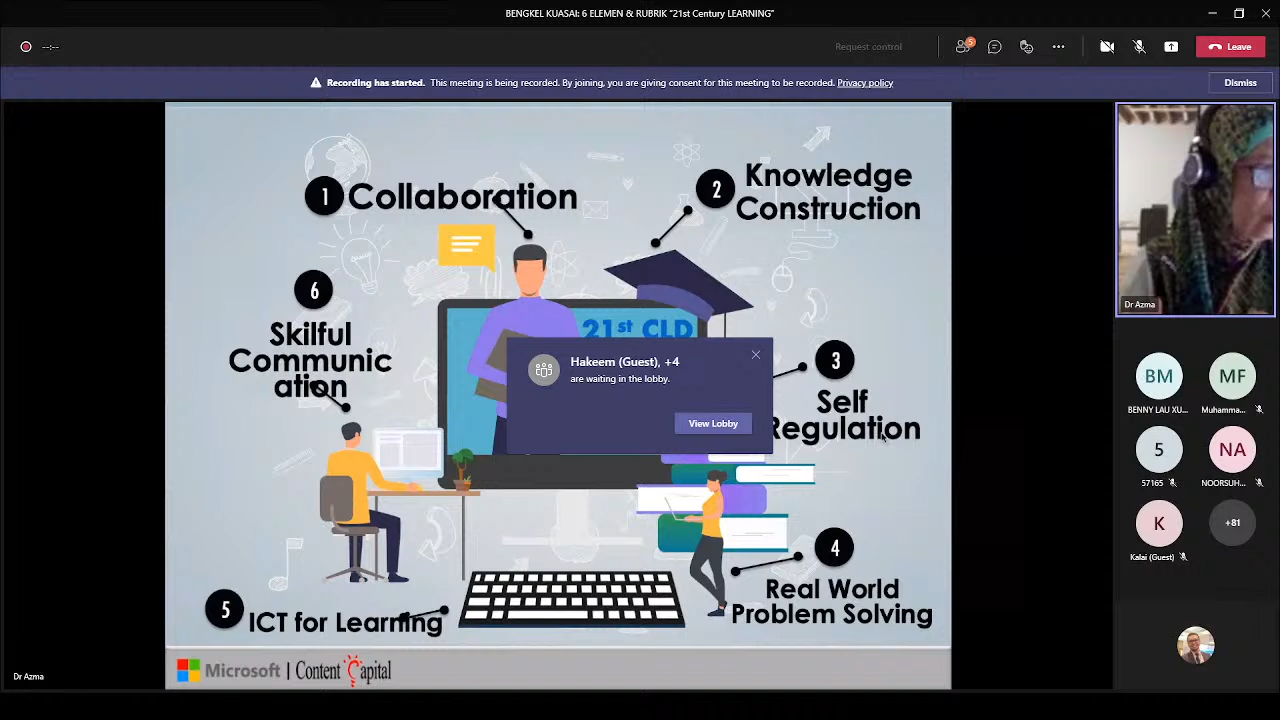 BENGKEL KUASAI: 6 ELEMEN & RUBRIK "21st Century LEARNING"
--:--
Request control
5
Leave
Recording has started. This meeting is being recorded. By joining, you are giving consent for this meeting to be recorded. Privacy policy
Dismiss
1 Collaboration
2 Knowledge
Construction
6
Skilful
Communic
ation
21st CLD
Hakeem (Guest), +4
are waiting in the lobby.
View Lobby
3
Self
Regulation
4
Real World
Problem Solving
5 ICT for Learning
Microsoft | Content Capital
Dr Azma
Dr Azma
BM
MF
BENNY LAU XU...
Muhamma...
5
NA
57165
NOORSUH...
K
+81
Kalai (Guest)